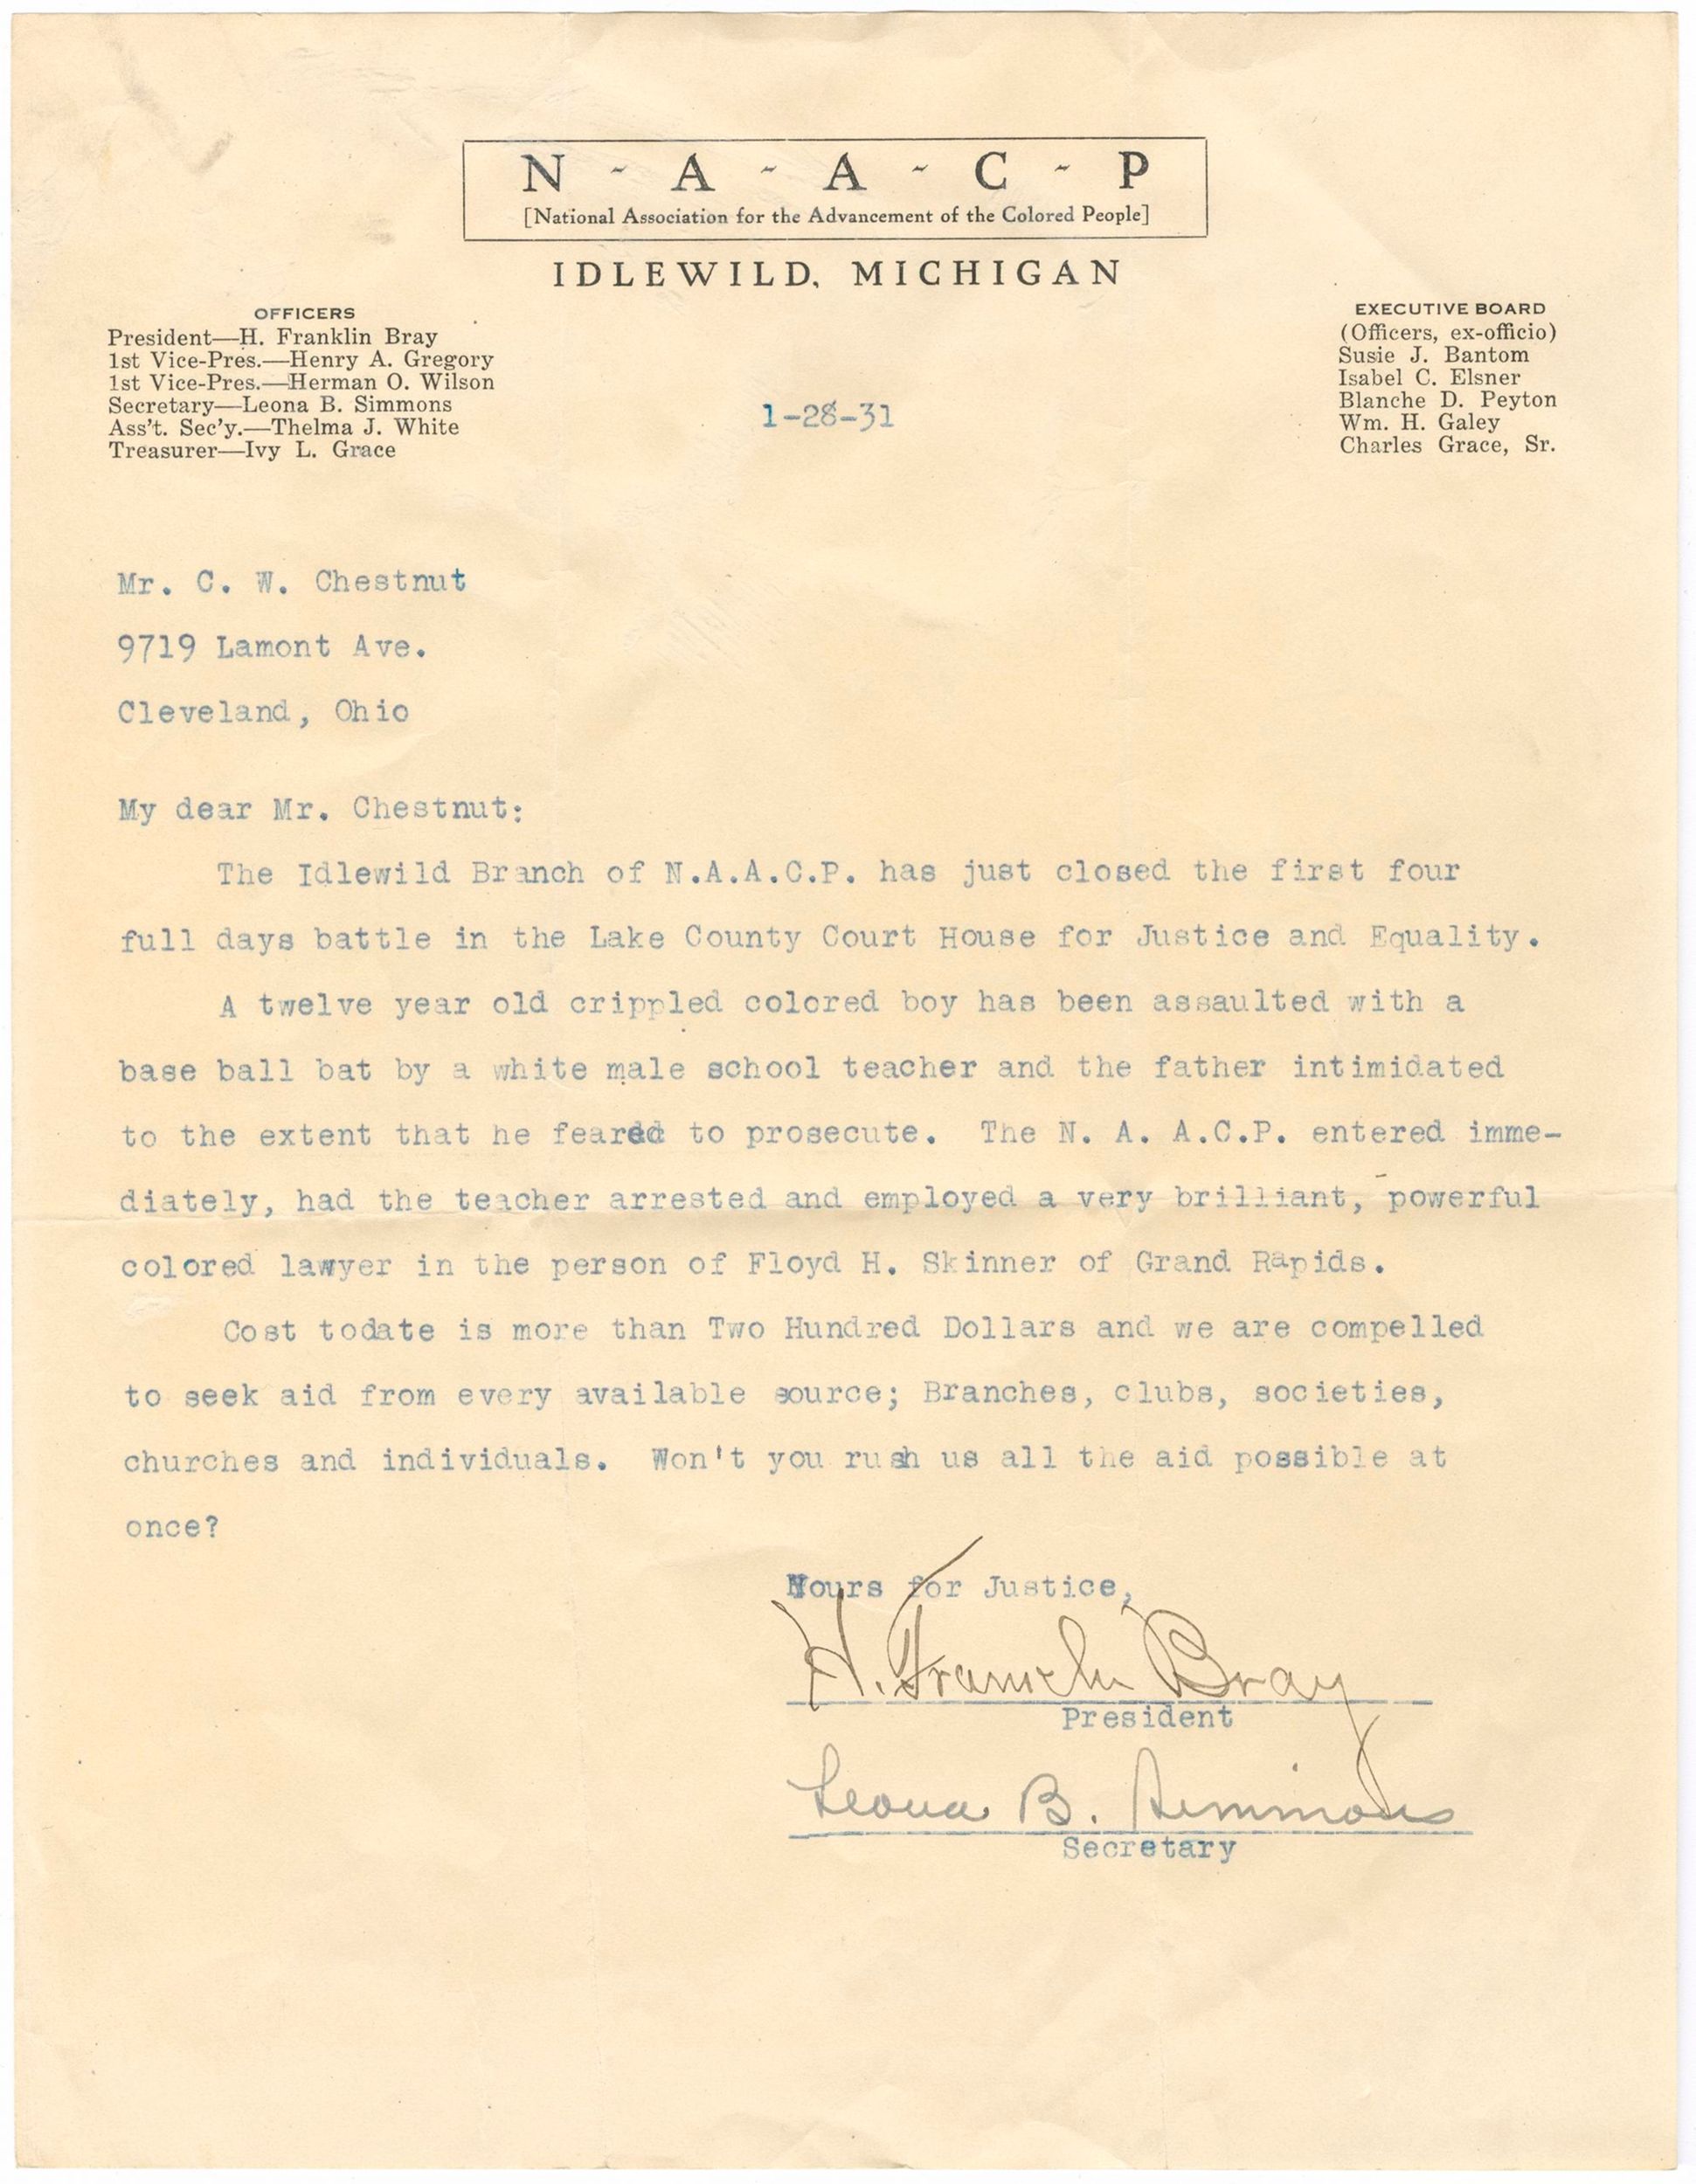 N - A - A - C - P
[National Association for the Advancement of the Colored People]
IDLEWILD, MICHIGAN
OFFICERS
President—H. Franklin Bray
1st Vice-Pres.—Henry A. Gregory
1st Vice-Pres.—Herman O. Wilson
Secretary—Leona B. Simmons
Ass't. Sec'y.—Thelma J. White
Treasurer—Ivy L. Grace
EXECUTIVE BOARD
(Officers, ex-officio)
Susie J. Bantom
Isabel C. Elsner
Blanche D. Peyton
Wm. H. Galey
Charles Grace, Sr.
1-28-31
Mr. C. W. Chestnut
9719 Lamont Ave.
Cleveland, Ohio
My dear Mr. Chestnut:
The Idlewild Branch of N.A.A.C.P. has just closed the first four
full days battle in the Lake County Court House for Justice and Equality.
A twelve year old crippled colored boy has been assaulted with a
base ball bat by a white male school teacher and the father intimidated
to the extent that he feared to prosecute. The N. A. A.C.P. entered imme-
diately, had the teacher arrested and employed a very brilliant, powerful
colored lawyer in the person of Floyd H. Skinner of Grand Rapids.
Cost todate is more than Two Hundred Dollars and we are compelled
to seek aid from every available source; Branches, clubs, societies,
churches and individuals. Won't you rush us all the aid possible at
once?
Yours for Justice,
H. Franklin Bray
President
Leona B. Simmons
Secretary